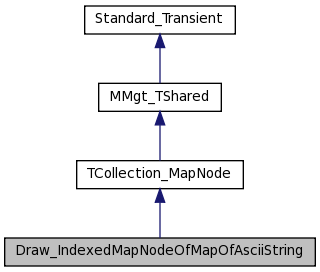 Standard_Transient
MMgt_TShared
TCollection_MapNode
Draw_IndexedMapNodeOfMapOfAsciiString